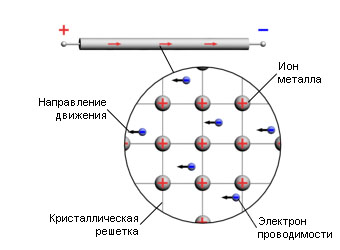 +
−
Ион
металла
Направление
движения
Кристаллическая
решетка
Электрон
проводимости